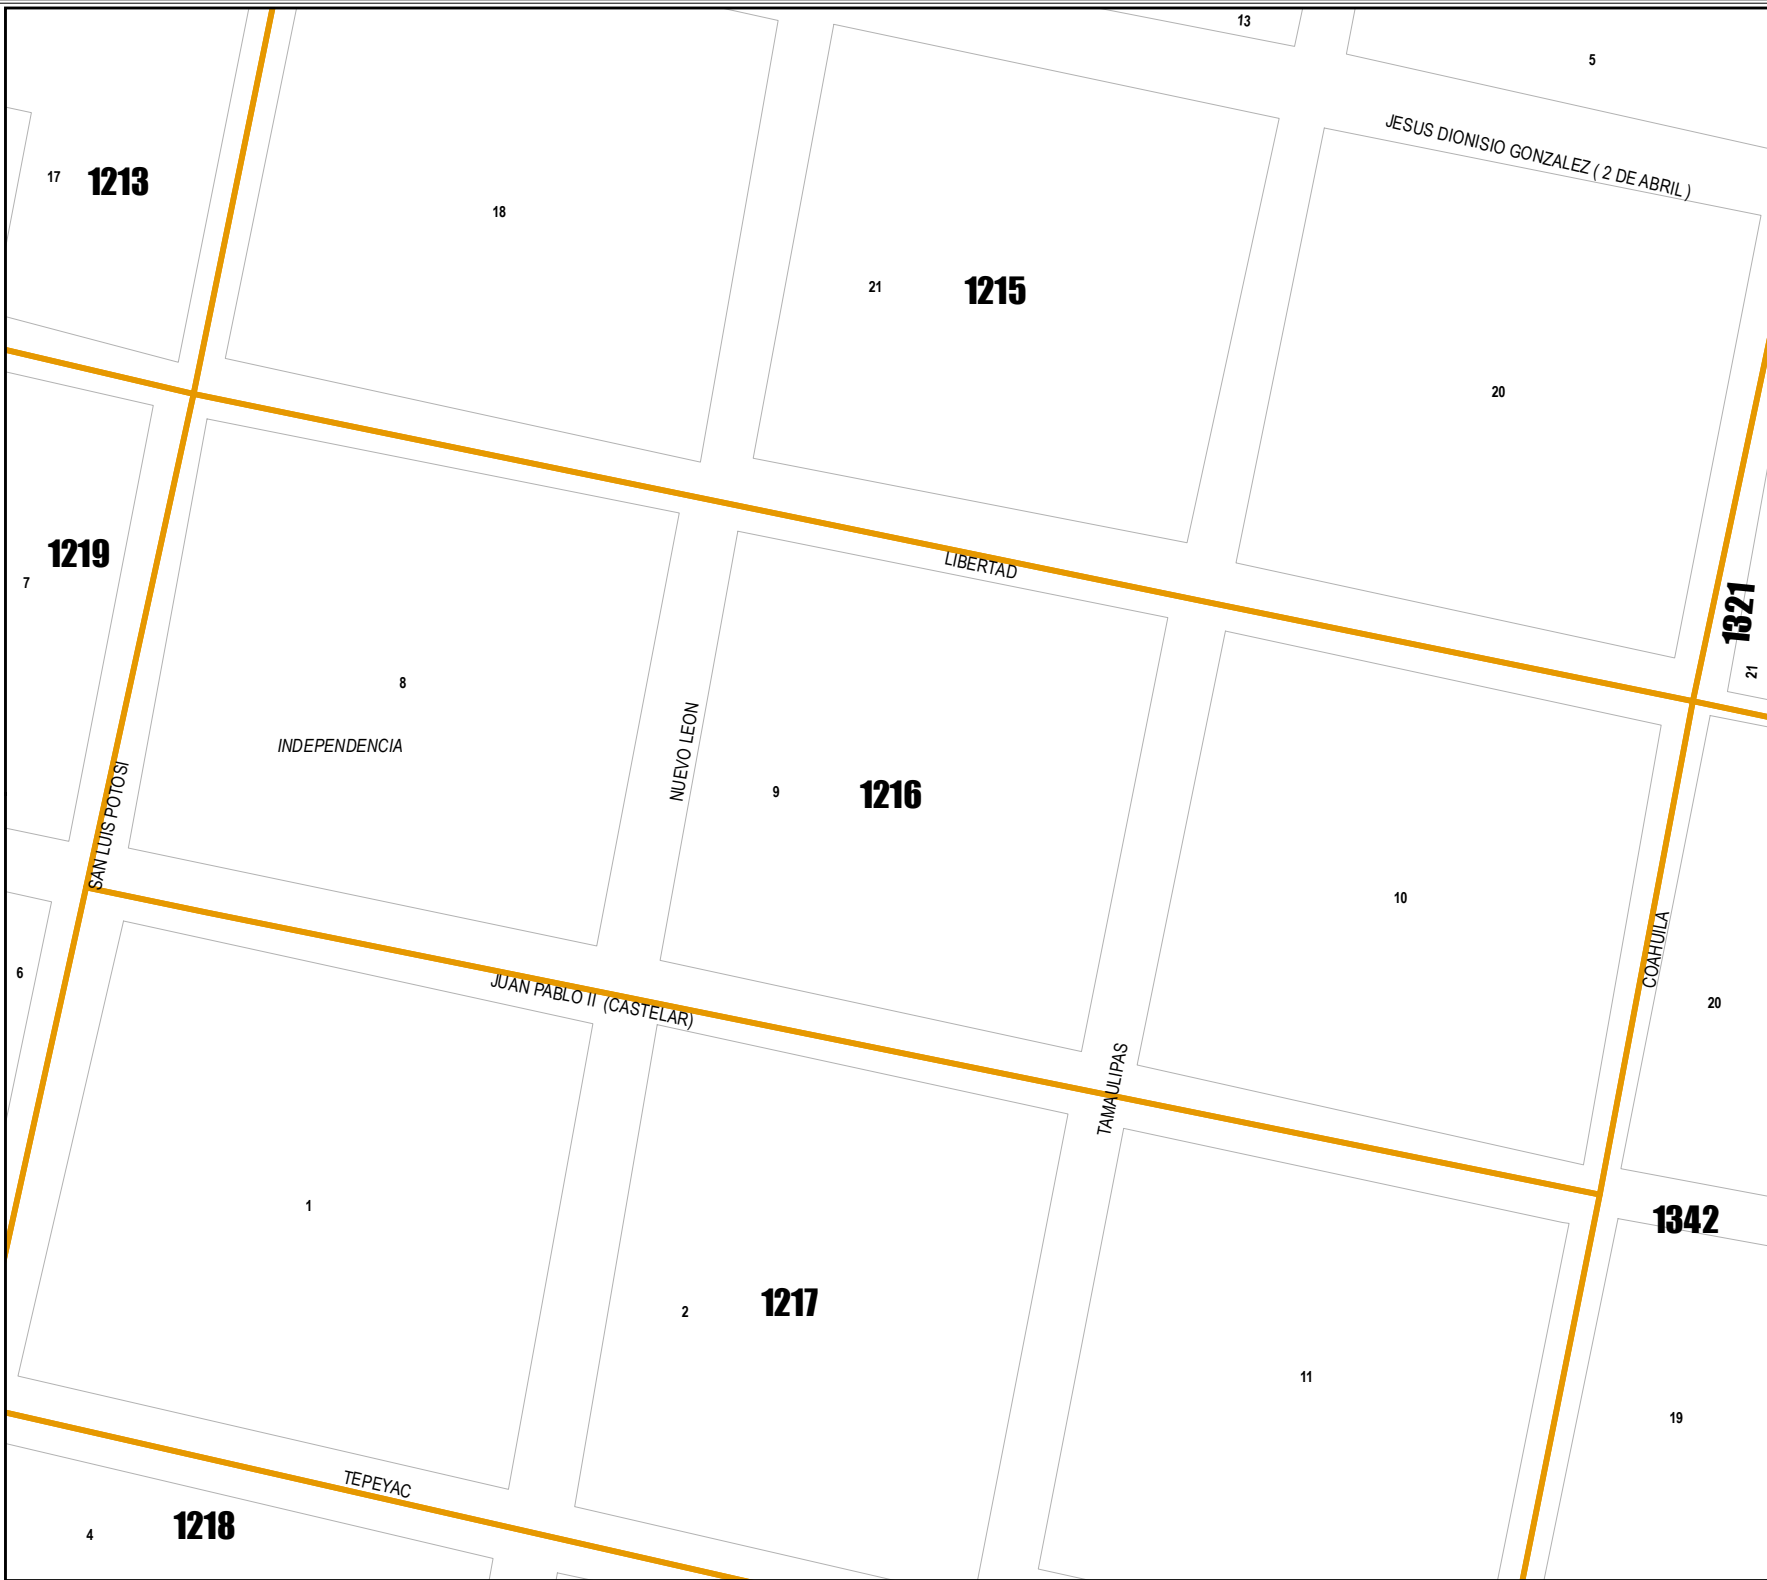 13
5
JESUS DIONISIO GONZALEZ ( 2 DE ABRIL )
17
1213
18
21
1215
20
1219
7
LIBERTAD
1321
21
8
INDEPENDENCIA
NUEVO LEON
9
1216
SAN LUIS POTOSI
10
COAHUILA
6
JUAN PABLO II (CASTELAR)
20
TAMAULIPAS
1
1342
2
1217
11
19
TEPEYAC
4
1218